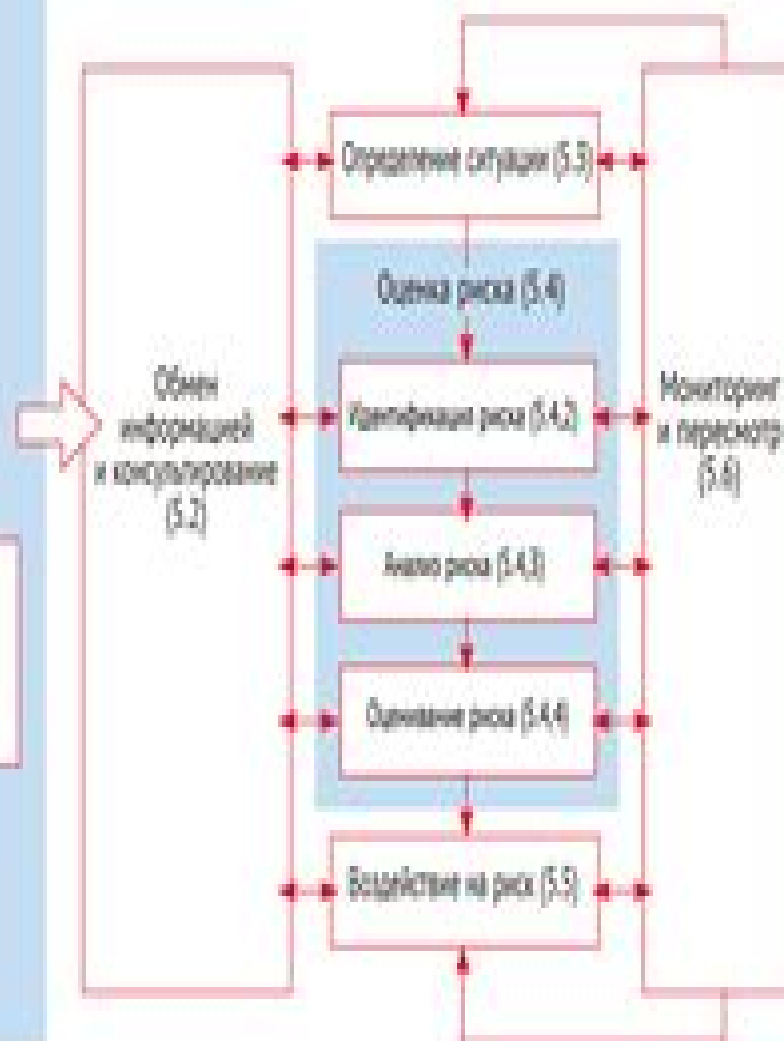 Определение ситуации (5.3)
Оценка риска (5.4)
Обмен
информацией
и консультирование
(5.2)
Идентификация риска (5.4.2)
Мониторинг
и пересмотр
(5.6)
Анализ риска (5.4.3)
Оценивание риска (5.4.4)
Воздействие на риск (5.5)